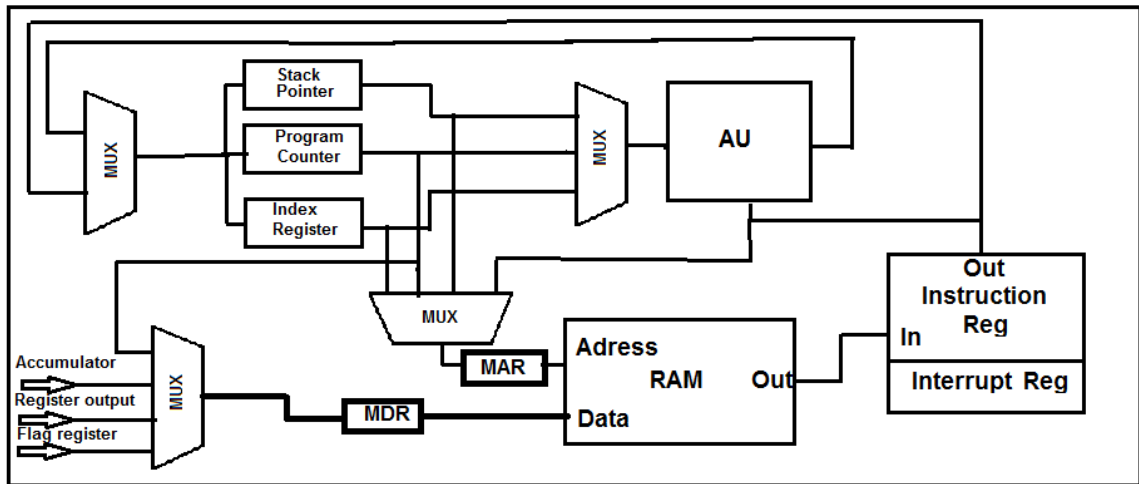 Stack
Pointer
MUX
Program
Counter
MUX
AU
Index
Register
Out
Instruction
Reg
In
MUX
Interrupt Reg
Adress
RAM
Out
Data
MAR
Accumulator
MUX
Register output
MDR
Flag register